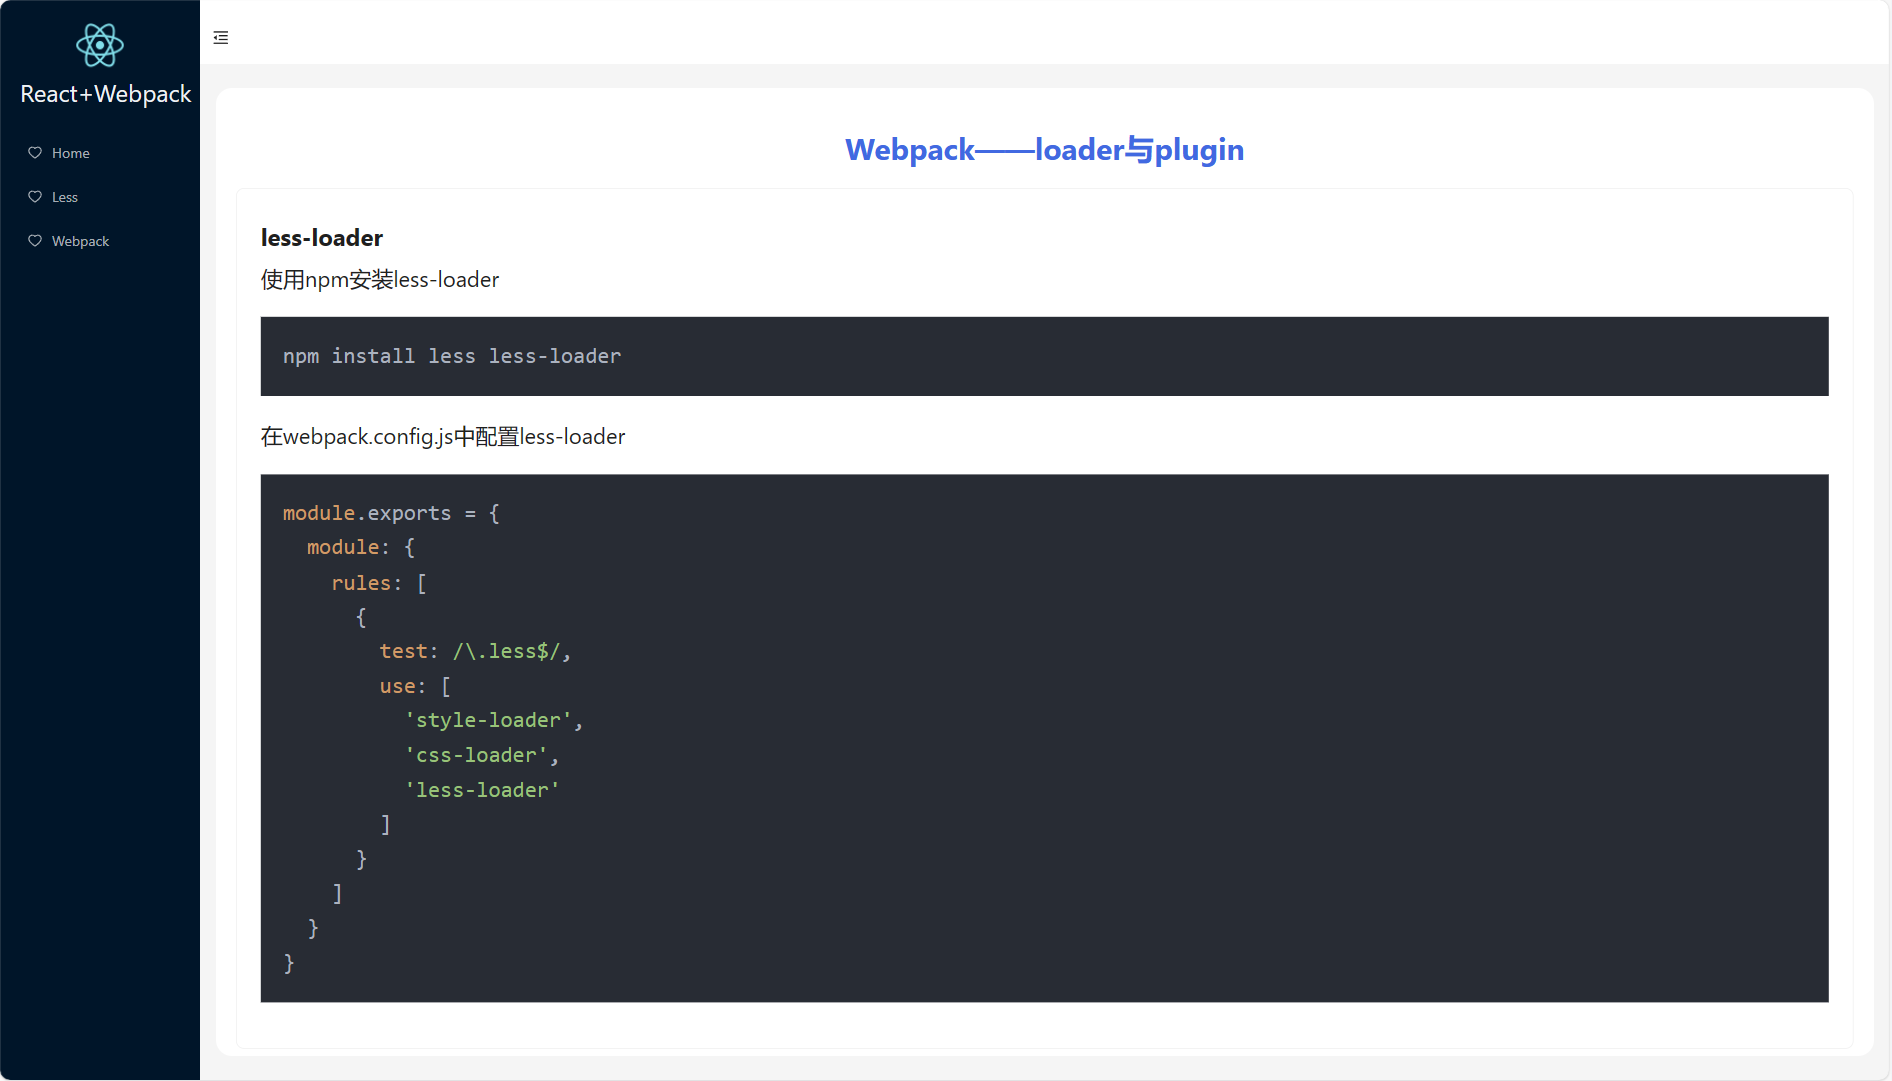 React+Webpack
Home
Less
Webpack
Webpack——loader与plugin
less-loader
使用npm安装less-loader
npm install less less-loader
在webpack.config.js中配置less-loader
module.exports = {
  module: {
    rules: [
      {
        test: /\.less$/,
        use: [
          'style-loader',
          'css-loader',
          'less-loader'
        ]
      }
    ]
  }
}